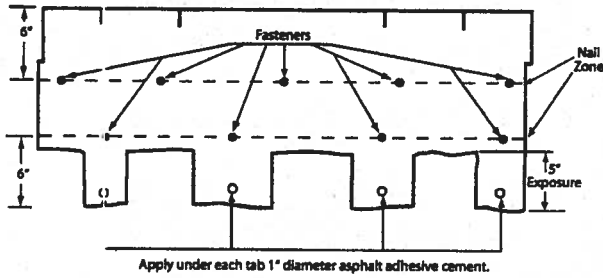 6"
Fasteners
Nail
Zone
6"
5"
Exposure
Apply under each tab 1" diameter asphalt adhesive cement.